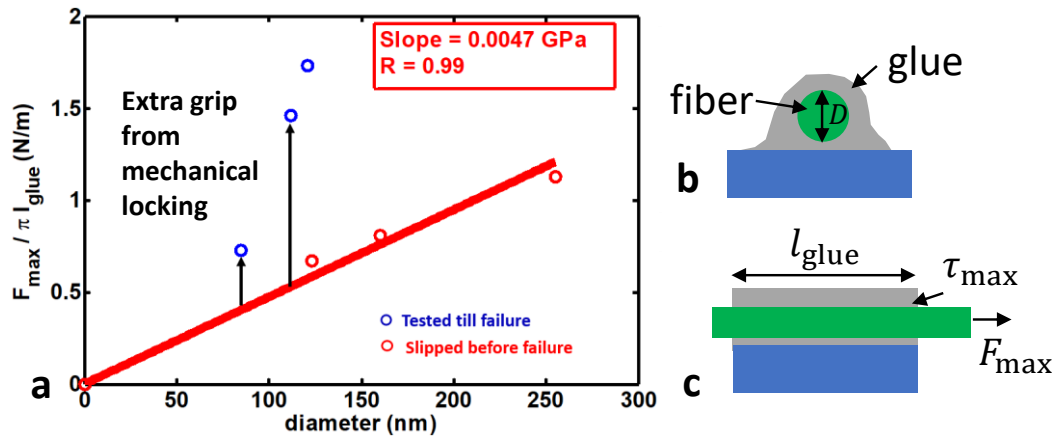 F_max / π l_glue (N/m)
2
1.5
1
0.5
0
Slope = 0.0047 GPa
R = 0.99
Extra grip
from
mechanical
locking
Tested till failure
Slipped before failure
0
50
100
150
200
250
300
diameter (nm)
a
glue
fiber
D
b
l_glue
τ_max
F_max
c